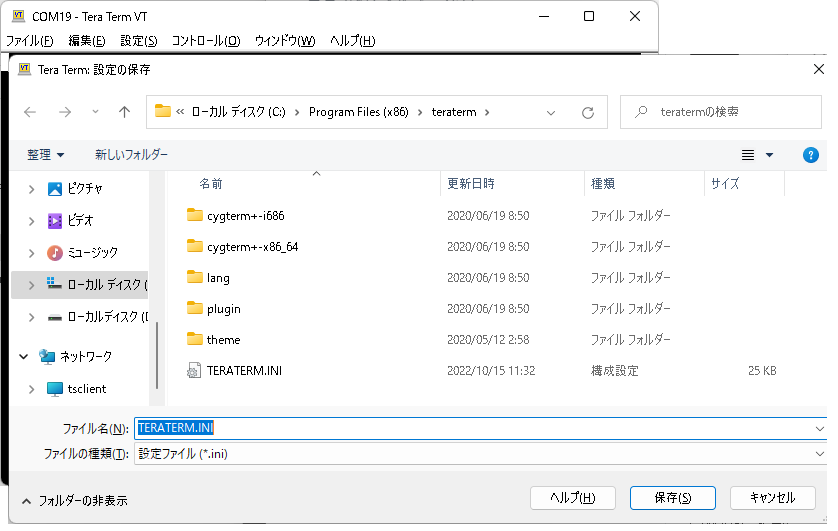 COM19 - Tera Term VT
ファイル(F) 編集(E) 設定(S) コントロール(O) ウィンドウ(W) ヘルプ(H)
Tera Term: 設定の保存
« ローカル ディスク (C:) › Program Files (x86) › teraterm ›
teratermの検索
整理 新しいフォルダー
名前 更新日時 種類 サイズ
ピクチャ
ビデオ
ミュージック
ローカル ディスク (
ローカルディスク (D
ネットワーク
tsclient
cygterm+-i686 2020/06/19 8:50 ファイル フォルダー
cygterm+-x86_64 2020/06/19 8:50 ファイル フォルダー
lang 2020/06/19 8:50 ファイル フォルダー
plugin 2020/06/19 8:50 ファイル フォルダー
theme 2020/05/12 2:58 ファイル フォルダー
TERATERM.INI 2022/10/15 11:32 構成設定 25 KB
ファイル名(N): TERATERM.INI
ファイルの種類(T): 設定ファイル (*.ini)
フォルダーの非表示
ヘルプ(H) 保存(S) キャンセル